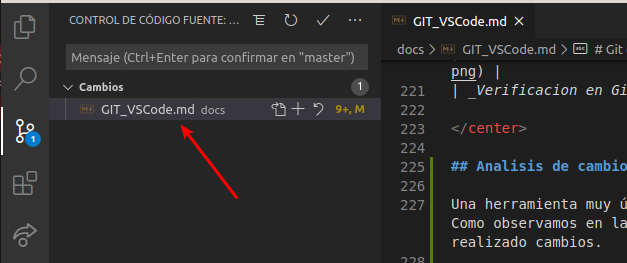 CONTROL DE CÓDIGO FUENTE:
Mensaje (Ctrl+Enter para confirmar en "master")
Cambios 1
GIT_VSCode.md docs 9+, M
1
GIT_VSCode.md
docs > GIT_VSCode.md > # Git
png) |
221 | _Verificacion en Gi
222
223 </center>
224
225 ## Analisis de cambio
226
227 Una herramienta muy ú
Como observamos en la
realizado cambios.
228